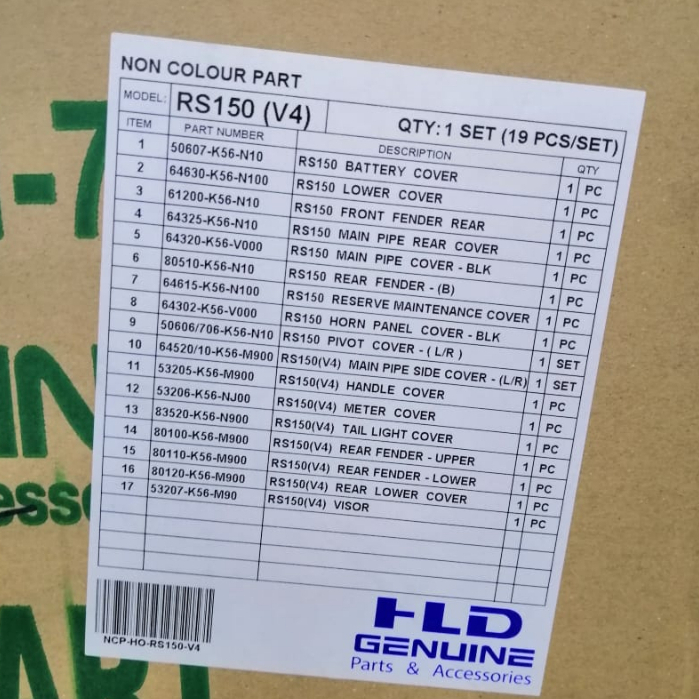 NON COLOUR PART
MODEL: RS150 (V4) QTY: 1 SET (19 PCS/SET)
ITEM PART NUMBER DESCRIPTION QTY
1 50607-K56-N10 RS150 BATTERY COVER 1 PC
2 64630-K56-N100 RS150 LOWER COVER 1 PC
3 61200-K56-N10 RS150 FRONT FENDER REAR 1 PC
4 64325-K56-N10 RS150 MAIN PIPE REAR COVER 1 PC
5 64320-K56-V000 RS150 MAIN PIPE COVER - BLK 1 PC
6 80510-K56-N10 RS150 REAR FENDER - (B) 1 PC
7 64615-K56-N100 RS150 RESERVE MAINTENANCE COVER 1 PC
8 64302-K56-V000 RS150 HORN PANEL COVER - BLK 1 PC
9 50606/706-K56-N10 RS150 PIVOT COVER - ( L/R ) 1 SET
10 64520/10-K56-M900 RS150(V4) MAIN PIPE SIDE COVER - (L/R) 1 SET
11 53205-K56-M900 RS150(V4) HANDLE COVER 1 PC
12 53206-K56-NJ00 RS150(V4) METER COVER 1 PC
13 83520-K56-N900 RS150(V4) TAIL LIGHT COVER 1 PC
14 80100-K56-M900 RS150(V4) REAR FENDER - UPPER 1 PC
15 80110-K56-M900 RS150(V4) REAR FENDER - LOWER 1 PC
16 80120-K56-M900 RS150(V4) REAR LOWER COVER 1 PC
17 53207-K56-M90 RS150(V4) VISOR 1 PC
NCP-HO-RS150-V4
HLD
GENUINE
Parts & Accessories